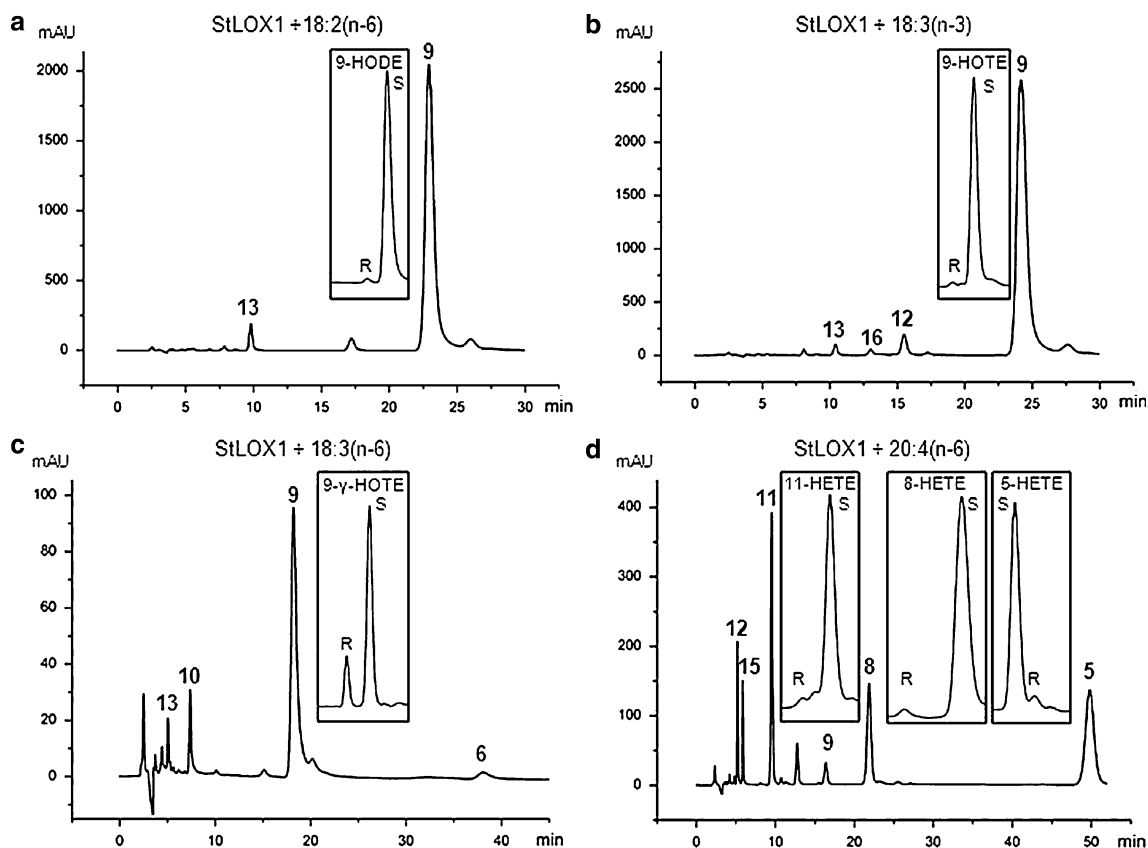 a
StLOX1 ÷18:2(n-6)
mAU
2000
1500
1000
500
0
13
9-HODE
R
S
9
0 5 10 15 20 25 30 min
b
StLOX1 ÷ 18:3(n-3)
mAU
2500
2000
1500
1000
500
0
13
16
12
9-HOTE
R
S
9
0 5 10 15 20 25 30 min
c
StLOX1 ÷ 18:3(n-6)
mAU
100
80
60
40
20
0
13
10
9
9-γ-HOTE
R
S
6
0 10 20 30 40 min
d
StLOX1 ÷ 20:4(n-6)
mAU
400
300
200
100
0
12
15
11
9
8
5
11-HETE
R
S
8-HETE
R
S
5-HETE
S
R
0 10 20 30 40 50 min